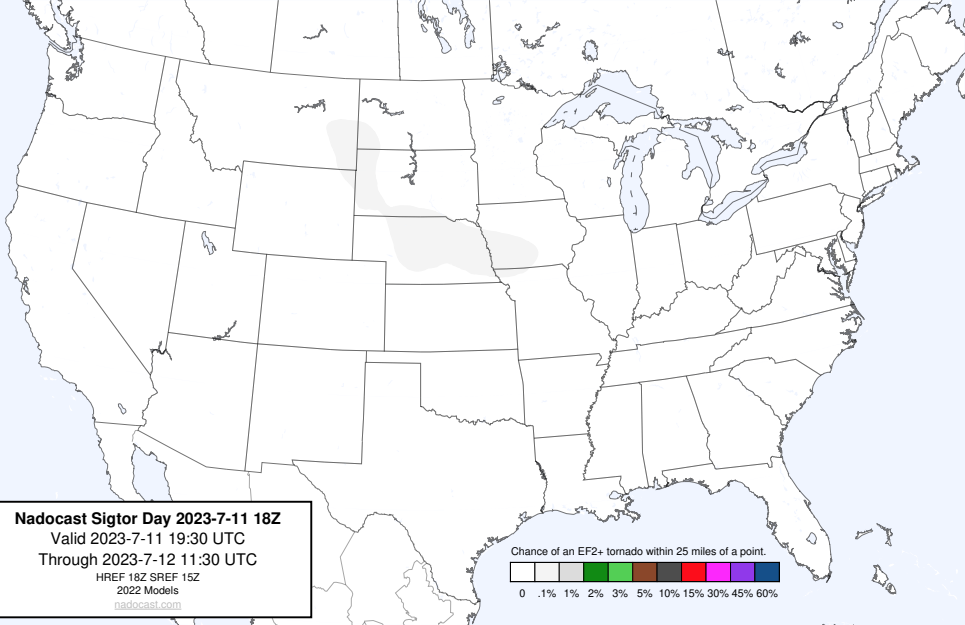 Nadocast Sigtor Day 2023-7-11 18Z
Valid 2023-7-11 19:30 UTC
Through 2023-7-12 11:30 UTC
HREF 18Z SREF 15Z
2022 Models
nadocast.com
Chance of an EF2+ tornado within 25 miles of a point.
0 .1% 1% 2% 3% 5% 10% 15% 30% 45% 60%